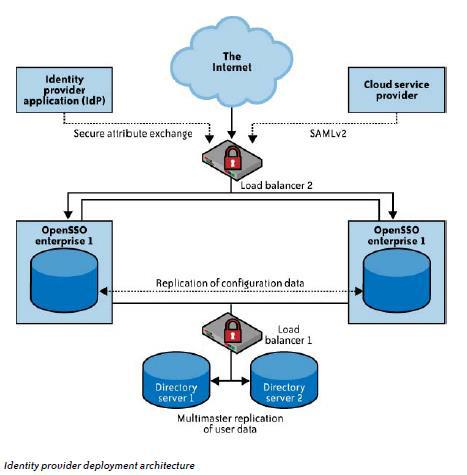 The
Internet
Identity
provider
application (IdP)
Cloud service
provider
Secure attribute exchange
SAMLv2
Load balancer 2
OpenSSO
enterprise 1
OpenSSO
enterprise 1
Replication of configuration data
Load
balancer 1
Directory
server 1
Directory
server 2
Multimaster replication
of user data
Identity provider deployment architecture